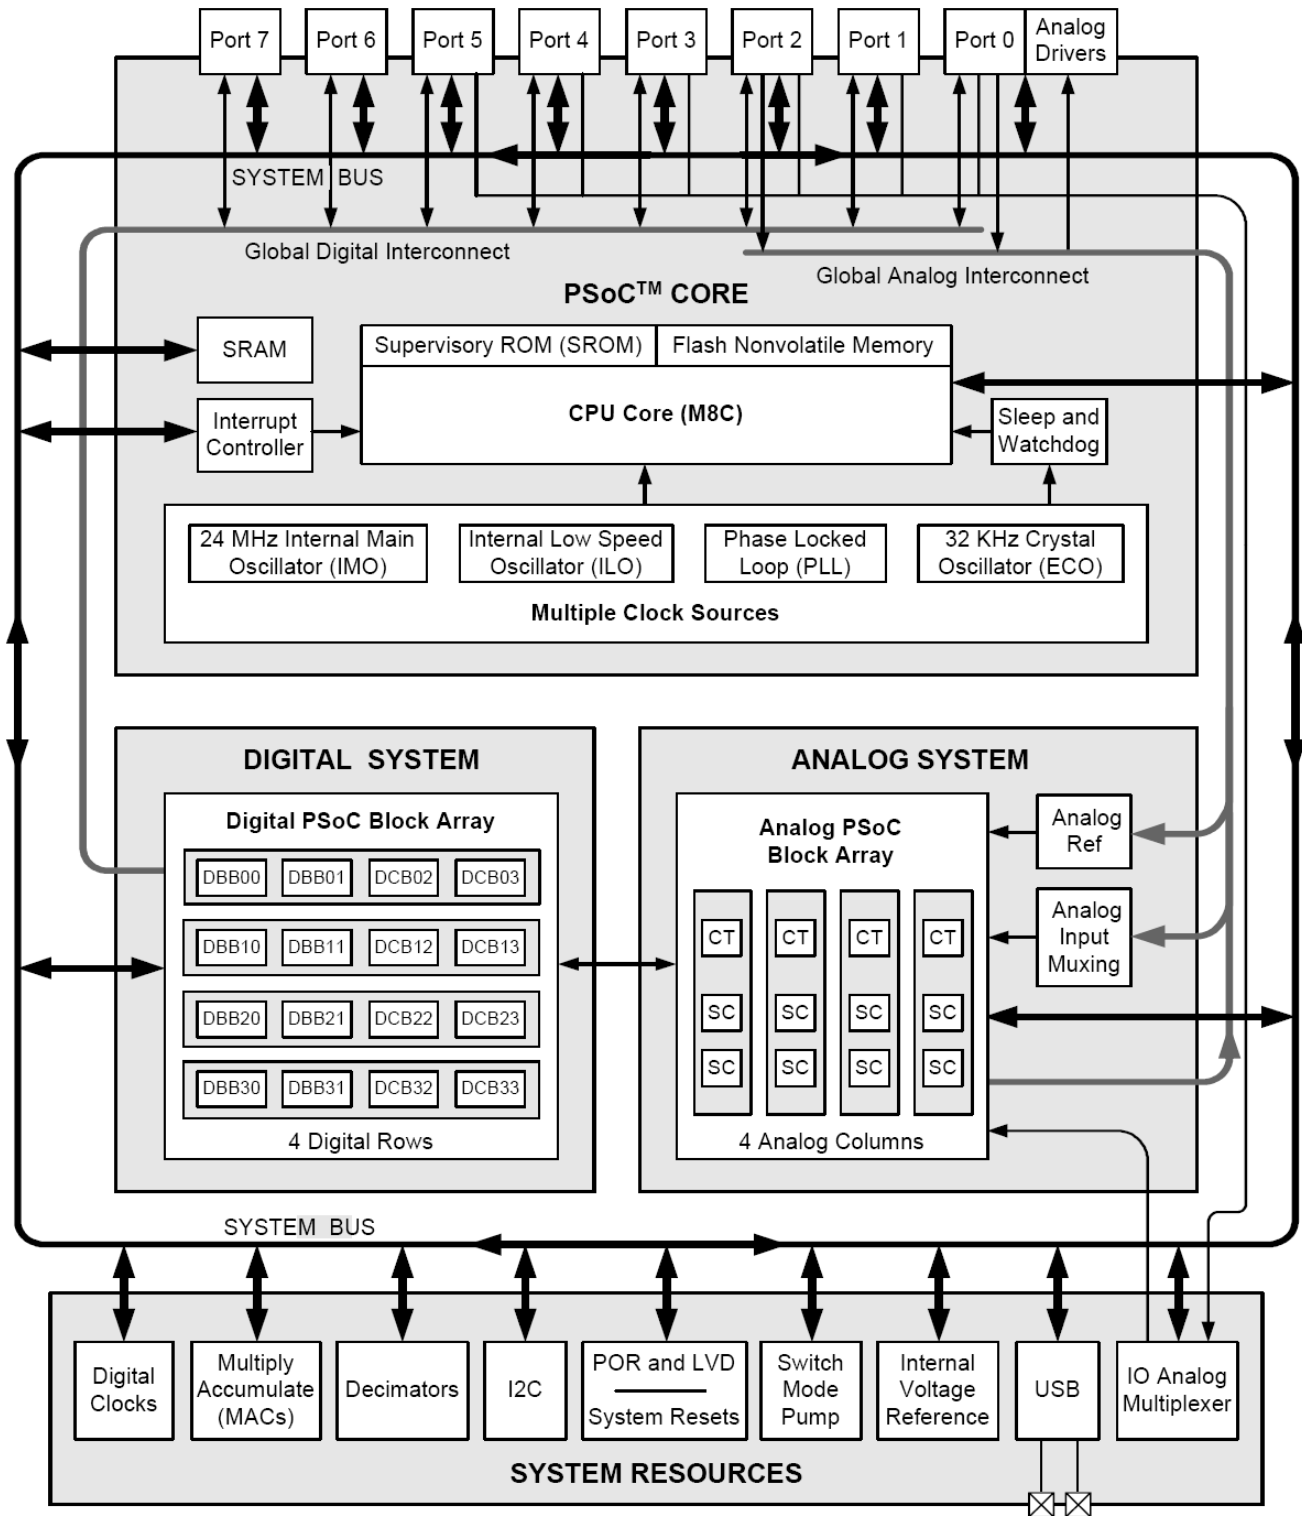 Port 7
Port 6
Port 5
Port 4
Port 3
Port 2
Port 1
Port 0
Analog
Drivers
SYSTEM BUS
Global Digital Interconnect
Global Analog Interconnect
PSoC™ CORE
SRAM
Supervisory ROM (SROM)
Flash Nonvolatile Memory
CPU Core (M8C)
Interrupt
Controller
Sleep and
Watchdog
24 MHz Internal Main
Oscillator (IMO)
Internal Low Speed
Oscillator (ILO)
Phase Locked
Loop (PLL)
32 KHz Crystal
Oscillator (ECO)
Multiple Clock Sources
DIGITAL SYSTEM
Digital PSoC Block Array
DBB00 DBB01 DCB02 DCB03
DBB10 DBB11 DCB12 DCB13
DBB20 DBB21 DCB22 DCB23
DBB30 DBB31 DCB32 DCB33
4 Digital Rows
ANALOG SYSTEM
Analog PSoC
Block Array
CT CT CT CT
SC SC SC SC
SC SC SC SC
4 Analog Columns
Analog
Ref
Analog
Input
Muxing
SYSTEM BUS
Digital
Clocks
Multiply
Accumulate
(MACs)
Decimators
I2C
POR and LVD
System Resets
Switch
Mode
Pump
Internal
Voltage
Reference
USB
IO Analog
Multiplexer
SYSTEM RESOURCES